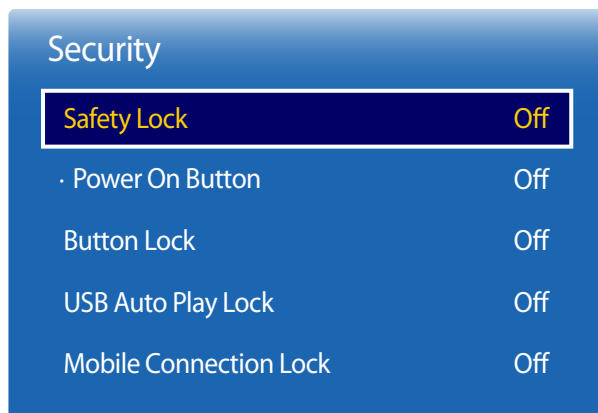 Security
Safety Lock Off
· Power On Button Off
Button Lock Off
USB Auto Play Lock Off
Mobile Connection Lock Off